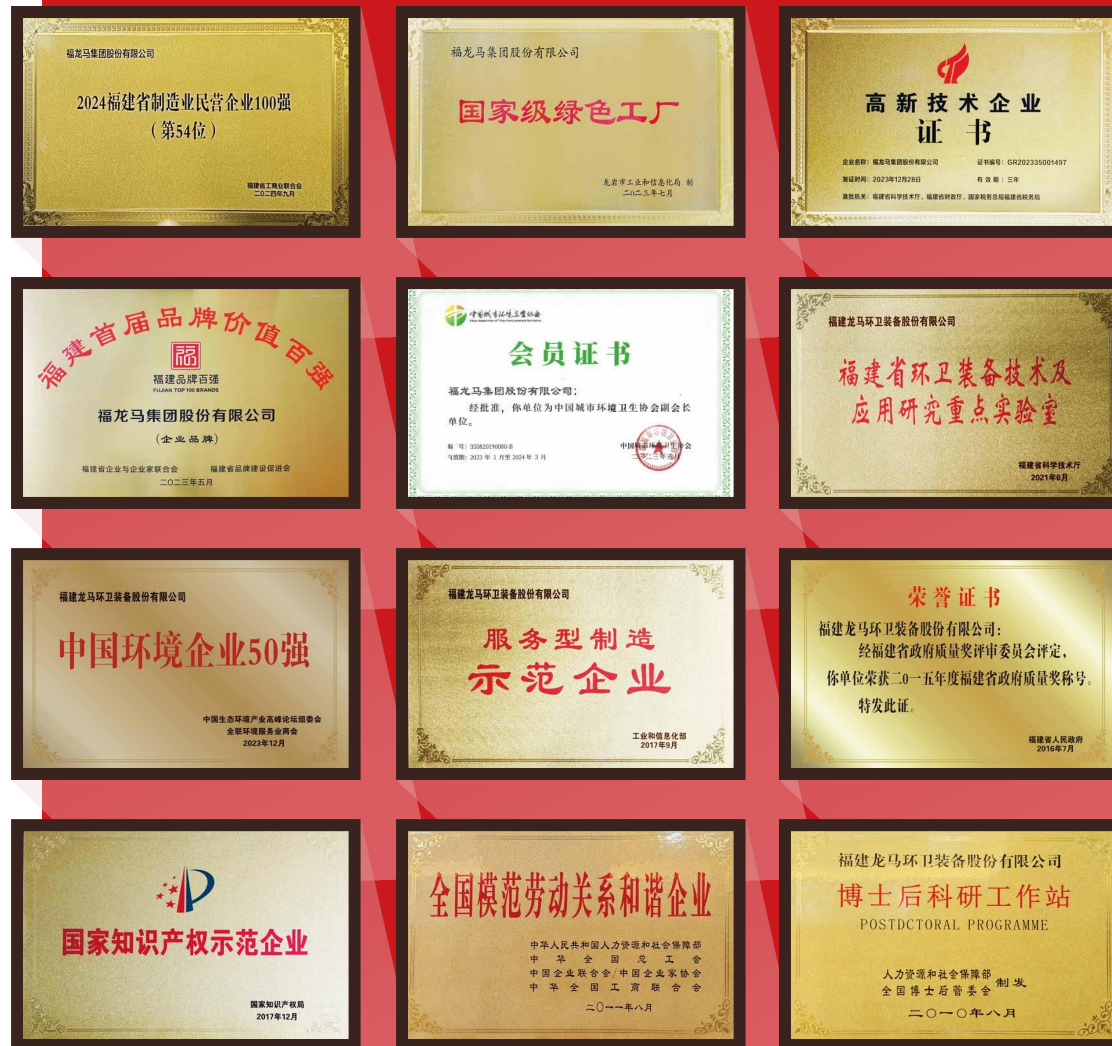 福龙马集团股份有限公司
2024福建省制造业民营企业100强
（第54位）
福建省工商业联合会
二〇二四年九月
福龙马集团股份有限公司
国家级绿色工厂
龙岩市工业和信息化局 制
二〇二三年七月
高新技术企业
证书
企业名称：福龙马集团股份有限公司 证书编号：GR202335001497
发证时间：2023年12月28日 有效期：三年
准批机关：福建省科学技术厅、福建省财政厅、国家税务总局福建省税务局
福建首届品牌价值百强
福建品牌百强
FUJIAN TOP 100 BRANDS
福龙马集团股份有限公司
(企业品牌)
福建省企业与企业家联合会 福建省品牌建设促进会
二〇二三年五月
中国城市环境卫生协会
会员证书
福龙马集团股份有限公司：
经批准，你单位为中国城市环境卫生协会副会长
单位。
编 号：350820190080-B
有效期：2023 年 1 月至 2024 年 3 月
中国城市环境卫生协会
福建龙马环卫装备股份有限公司
福建省环卫装备技术及
应用研究重点实验室
福建省科学技术厅
2021年6月
福建龙马环卫装备股份有限公司
中国环境企业50强
中国生态环境产业高峰论坛组委会
全联环境服务业商会
2023年12月
福建龙马环卫装备股份有限公司
服务型制造
示范企业
工业和信息化部
2017年9月
荣誉证书
福建龙马环卫装备股份有限公司：
经福建省政府质量奖评审委员会评定，
你单位荣获二0一五年度福建省政府质量奖称号。
特发此证。
福建省人民政府
2016年7月
国家知识产权示范企业
国家知识产权局
2017年12月
全国模范劳动关系和谐企业
中华人民共和国人力资源和社会保障部
中华全国总工会
中国企业联合会/中国企业家协会
中华全国工商联合会
二〇一一年八月
福建龙马环卫装备股份有限公司
博士后科研工作站
POSTDCTORAL PROGRAMME
人力资源和社会保障部
全国博士后管委会 制发
二〇一〇年八月